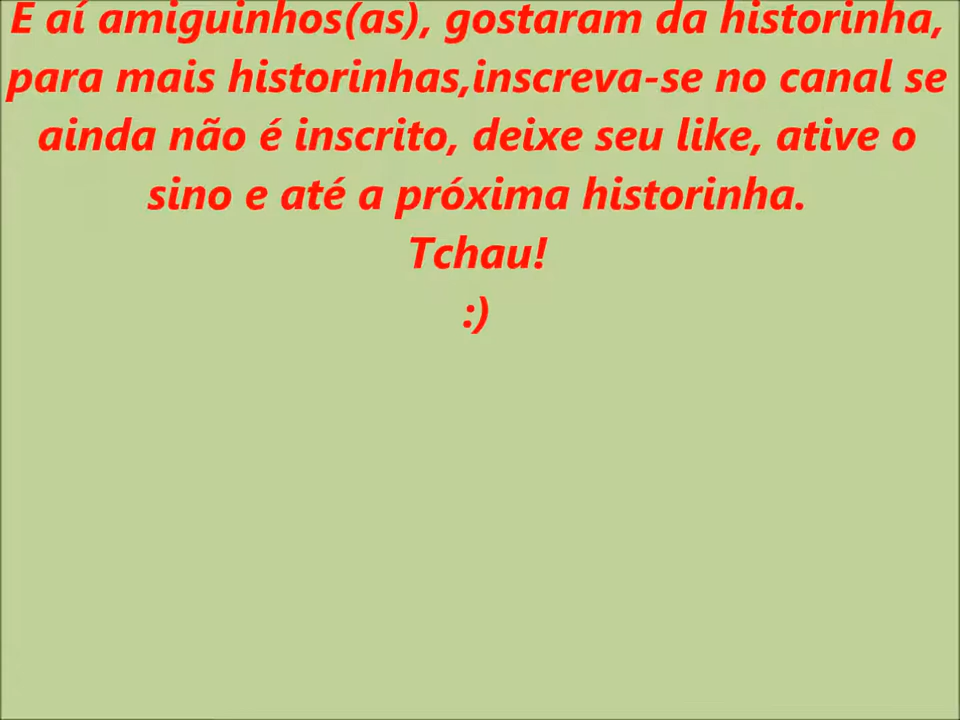 E aí amiguinhos(as), gostaram da historinha,
para mais historinhas,inscreva-se no canal se
ainda não é inscrito, deixe seu like, ative o
sino e até a próxima historinha.
Tchau!
:)